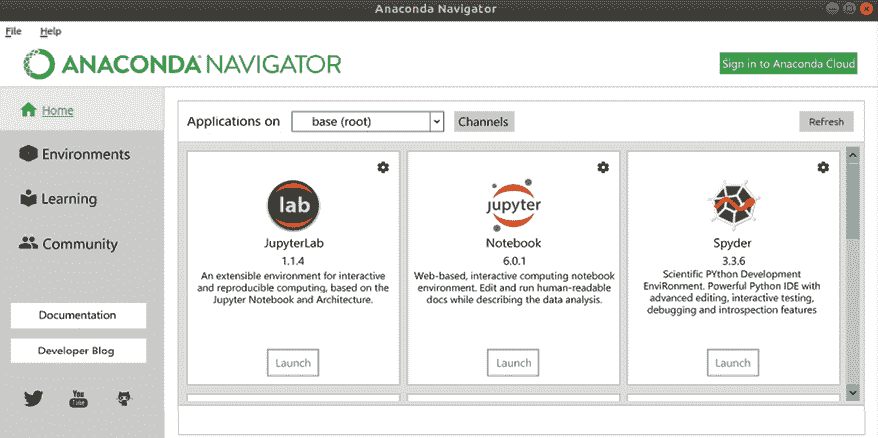 Anaconda Navigator
File Help
ANACONDA NAVIGATOR
Sign in to Anaconda Cloud
Home
Environments
Learning
Community
Documentation
Developer Blog
You
Tube
Applications on base (root) Channels Refresh
lab
JupyterLab
1.1.4
An extensible environment for interactive
and reproducible computing, based on the
Jupyter Notebook and Architecture.
Launch
jupyter
Notebook
6.0.1
Web-based, interactive computing notebook
environment. Edit and run human-readable
docs while describing the data analysis.
Launch
Spyder
3.3.6
Scientific PYthon Development
EnviRonment. Powerful Python IDE with
advanced editing, interactive testing,
debugging and introspection features
Launch